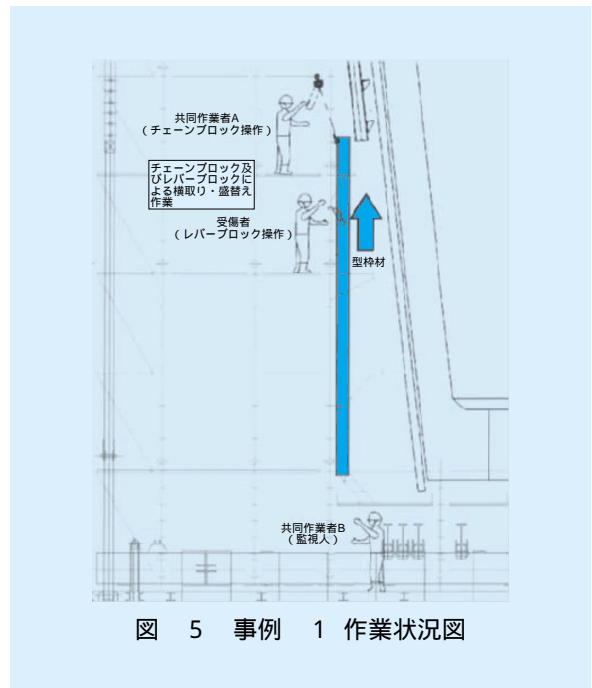 共同作業者A
（チェーンブロック操作）
チェーンブロック及
びレバーブロックに
よる横取り・盛替え
作業
受傷者
（レバーブロック操作）
型枠材
共同作業者B
（監視人）
図 5 事例 1 作業状況図